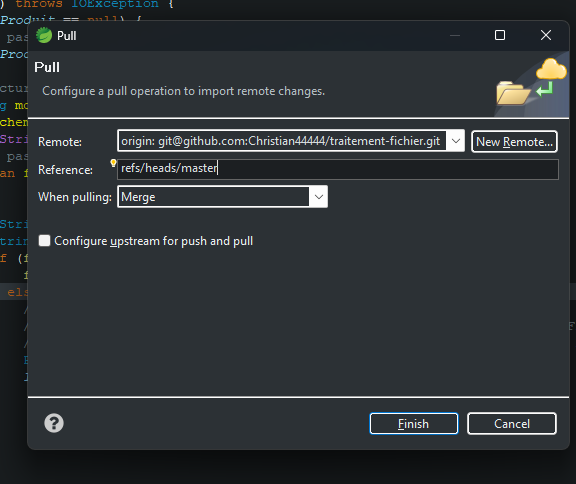 ) throws IOException {
Produit == null) {
Pull
Pull
Configure a pull operation to import remote changes.
Remote:
origin: git@github.com:Christian44444/traitement-fichier.git
New Remote...
Reference:
refs/heads/master
When pulling:
Merge
Configure upstream for push and pull
?
Finish
Cancel